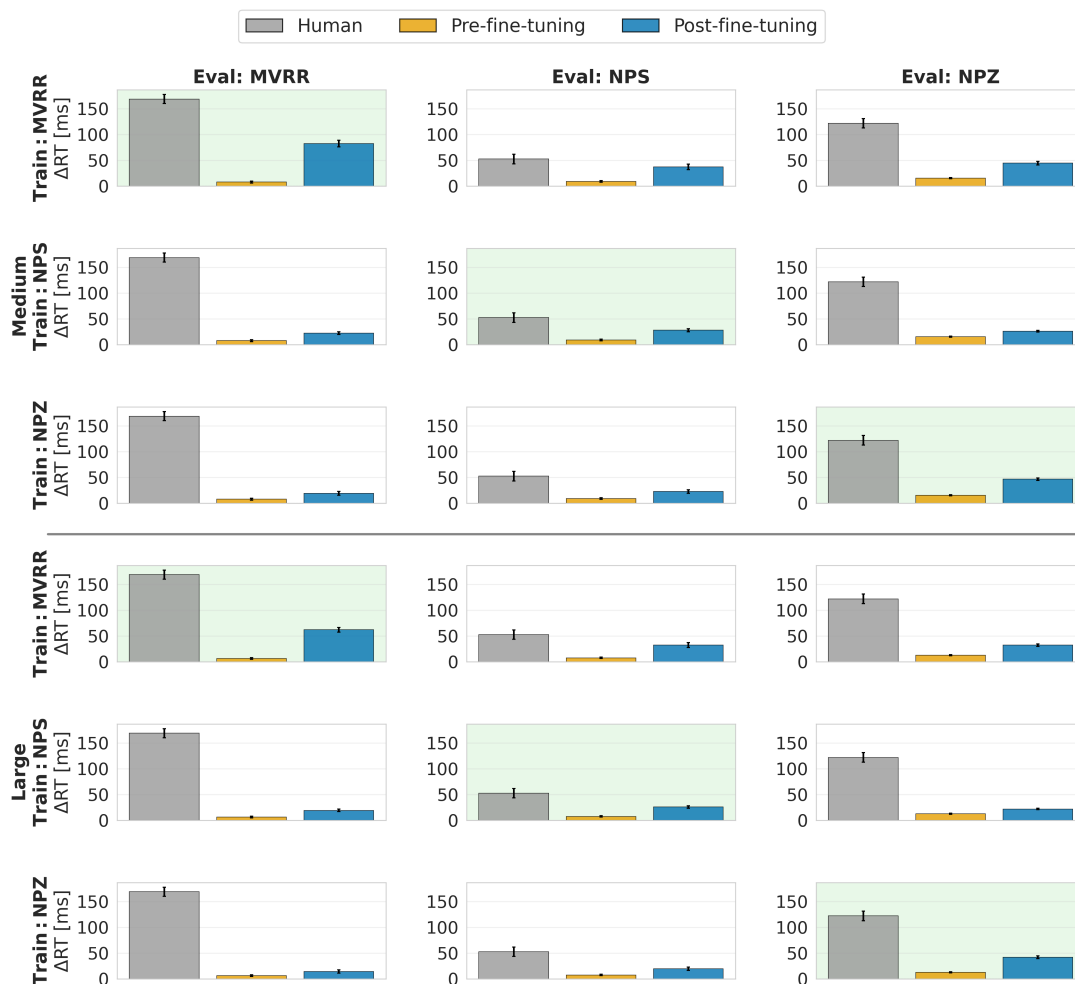 Human Pre-fine-tuning Post-fine-tuning
Eval: MVRR Eval: NPS Eval: NPZ
Train: MVRR
ΔRT [ms]
150 150 150
100 100 100
50 50 50
0 0 0
Medium
Train: NPS
ΔRT [ms]
150 150 150
100 100 100
50 50 50
0 0 0
Train: NPZ
ΔRT [ms]
150 150 150
100 100 100
50 50 50
0 0 0
Train: MVRR
ΔRT [ms]
150 150 150
100 100 100
50 50 50
0 0 0
Large
Train: NPS
ΔRT [ms]
150 150 150
100 100 100
50 50 50
0 0 0
Train: NPZ
ΔRT [ms]
150 150 150
100 100 100
50 50 50
0 0 0